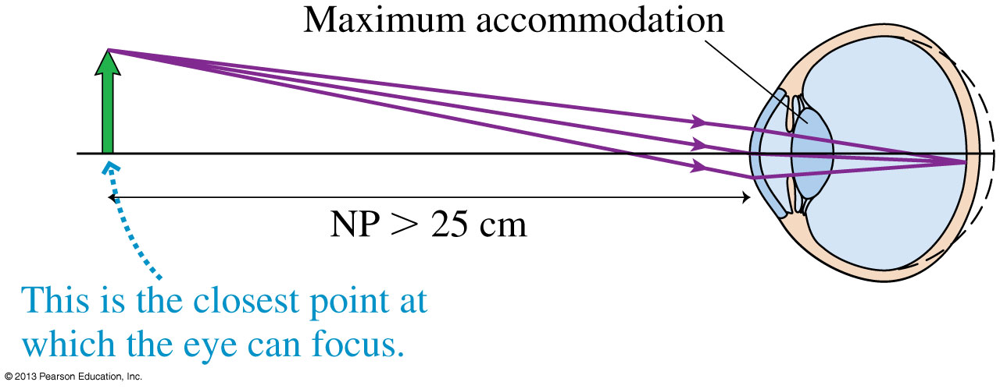 Maximum accommodation
NP > 25 cm
This is the closest point at
which the eye can focus.
© 2013 Pearson Education, Inc.